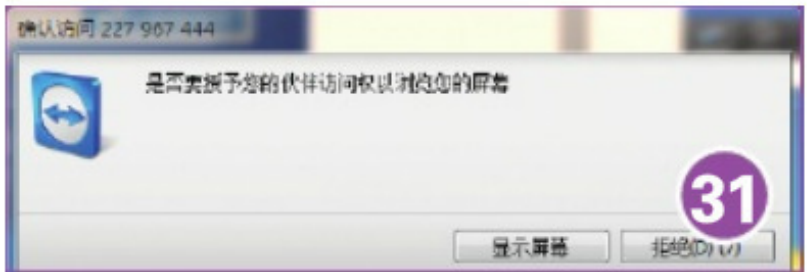 确认访问 227 967 444
是否要授予您的伙伴访问权以浏览您的屏幕
31
显示屏幕
拒绝(D) (7)